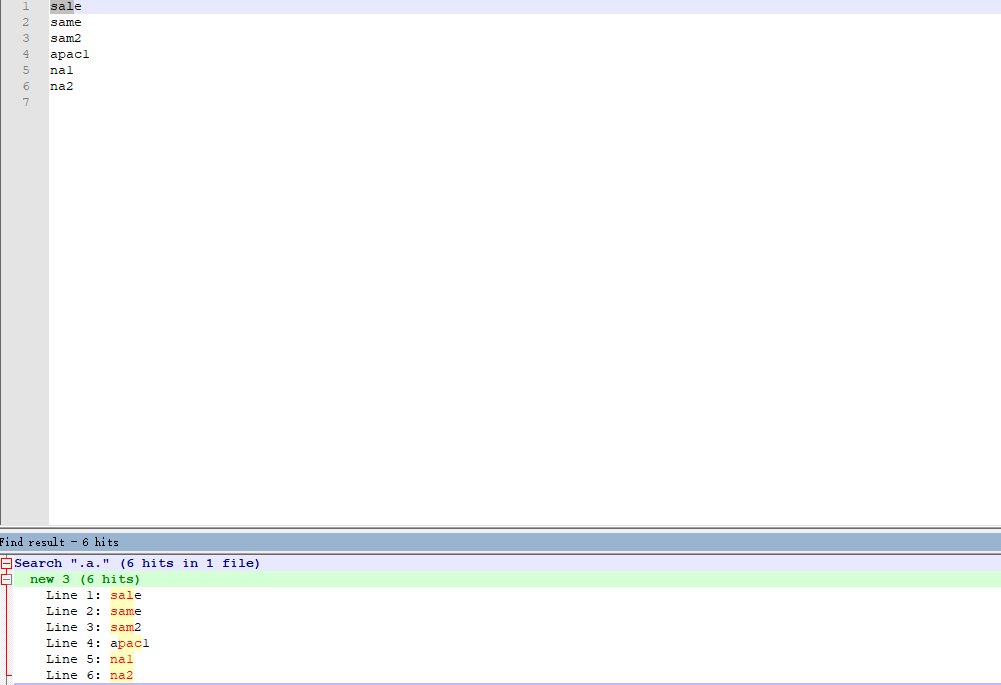 1 sale
2 same
3 sam2
4 apac1
5 na1
6 na2
7
Find result - 6 hits
Search ".a." (6 hits in 1 file)
new 3 (6 hits)
Line 1: sale
Line 2: same
Line 3: sam2
Line 4: apac1
Line 5: na1
Line 6: na2